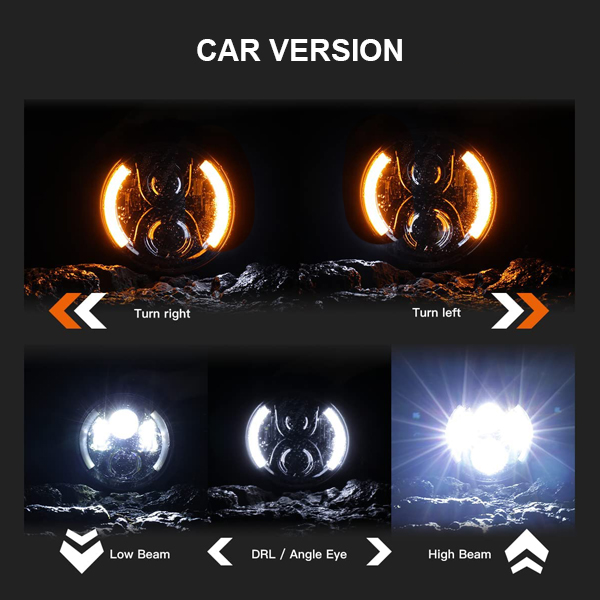 CAR VERSION
Turn right
Turn left
Low Beam
DRL / Angle Eye
High Beam